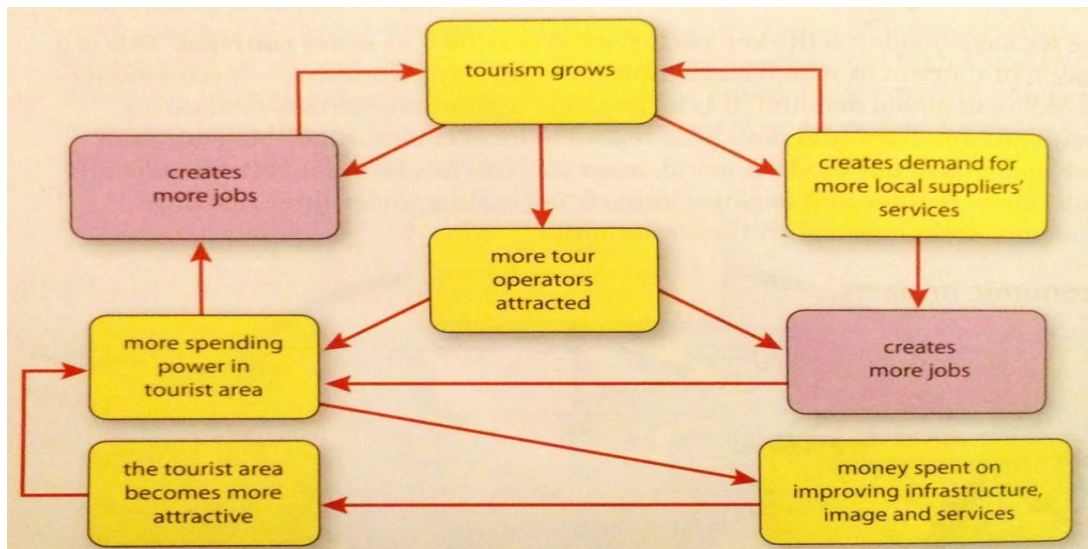 tourism grows
creates
more jobs
creates demand for
more local suppliers'
services
more tour
operators
attracted
more spending
power in
tourist area
creates
more jobs
the tourist area
becomes more
attractive
money spent on
improving infrastructure,
image and services